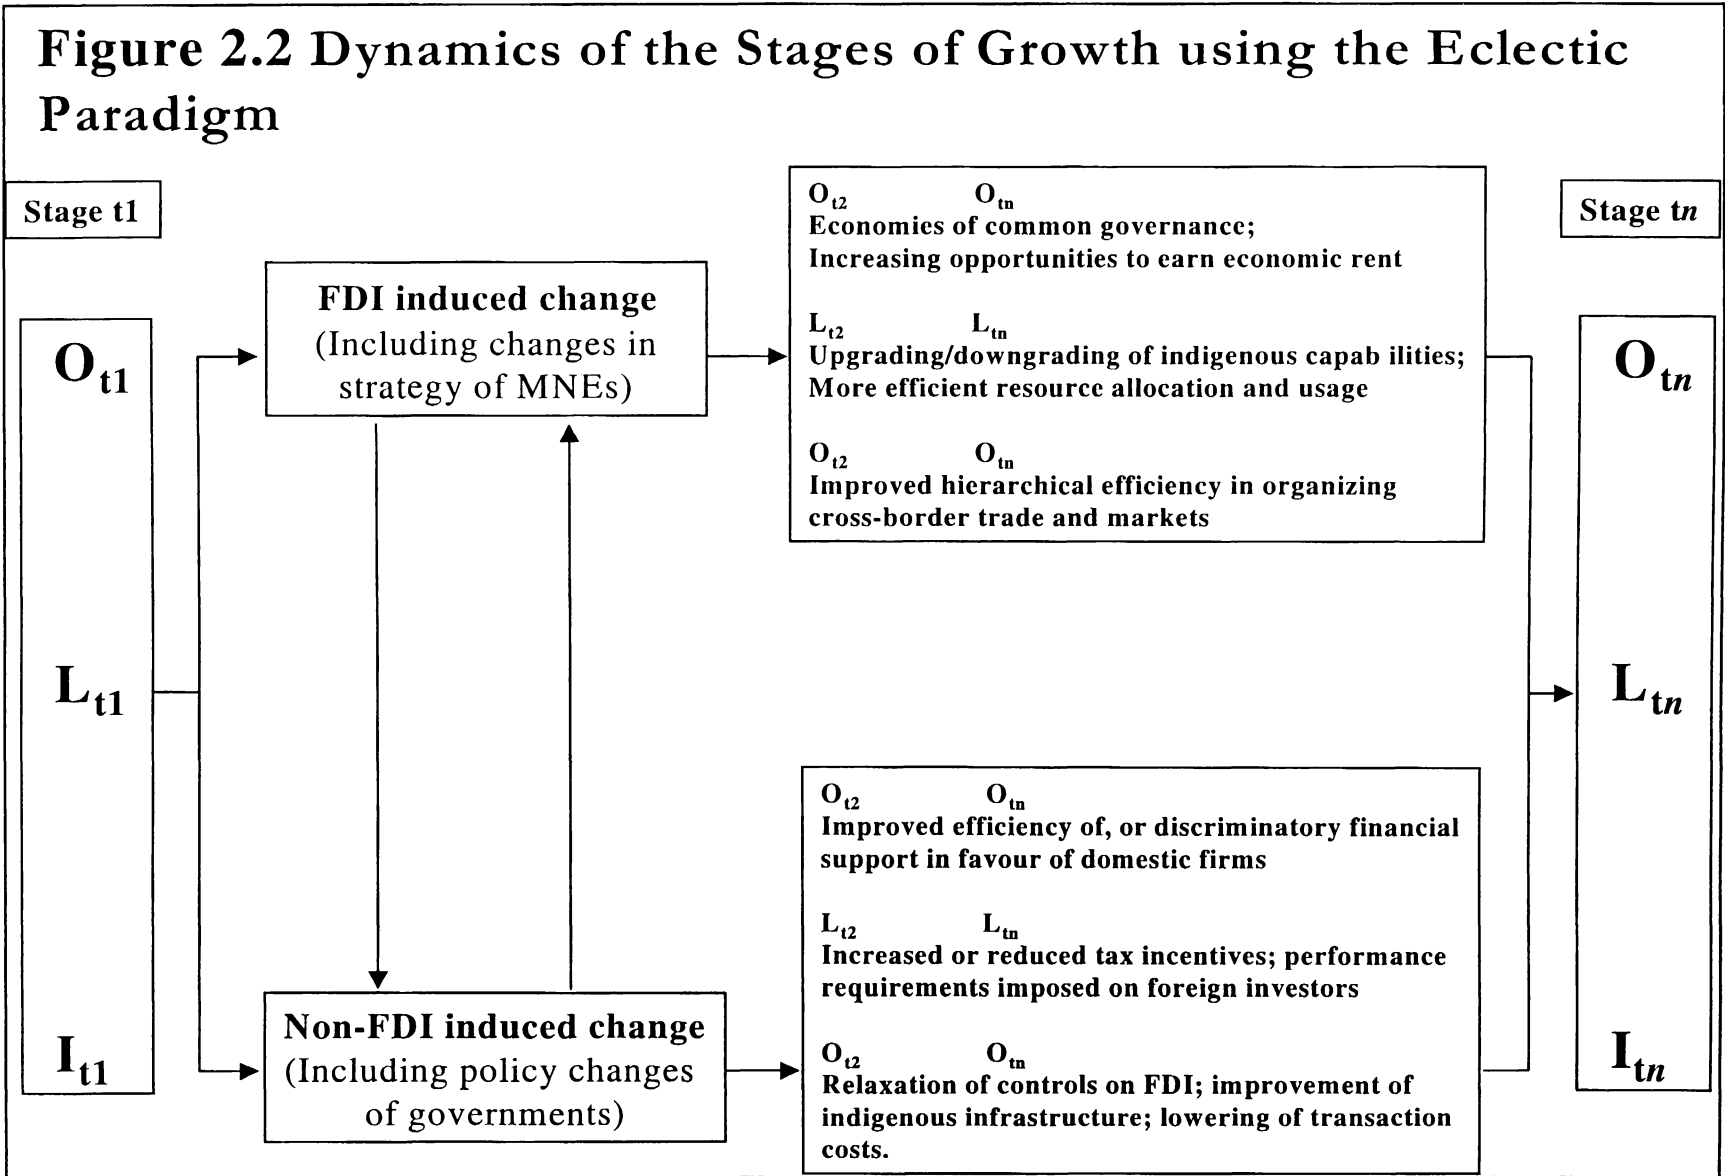 Figure 2.2 Dynamics of the Stages of Growth using the Eclectic
Paradigm
Stage t1
O t1
L t1
I t1
FDI induced change
(Including changes in
strategy of MNEs)
Non-FDI induced change
(Including policy changes
of governments)
O t2 O tn
Economies of common governance;
Increasing opportunities to earn economic rent
L t2 L tn
Upgrading/downgrading of indigenous capab ilities;
More efficient resource allocation and usage
O t2 O tn
Improved hierarchical efficiency in organizing
cross-border trade and markets
O t2 O tn
Improved efficiency of, or discriminatory financial
support in favour of domestic firms
L t2 L tn
Increased or reduced tax incentives; performance
requirements imposed on foreign investors
O t2 O tn
Relaxation of controls on FDI; improvement of
indigenous infrastructure; lowering of transaction
costs.
Stage tn
O tn
L tn
I tn